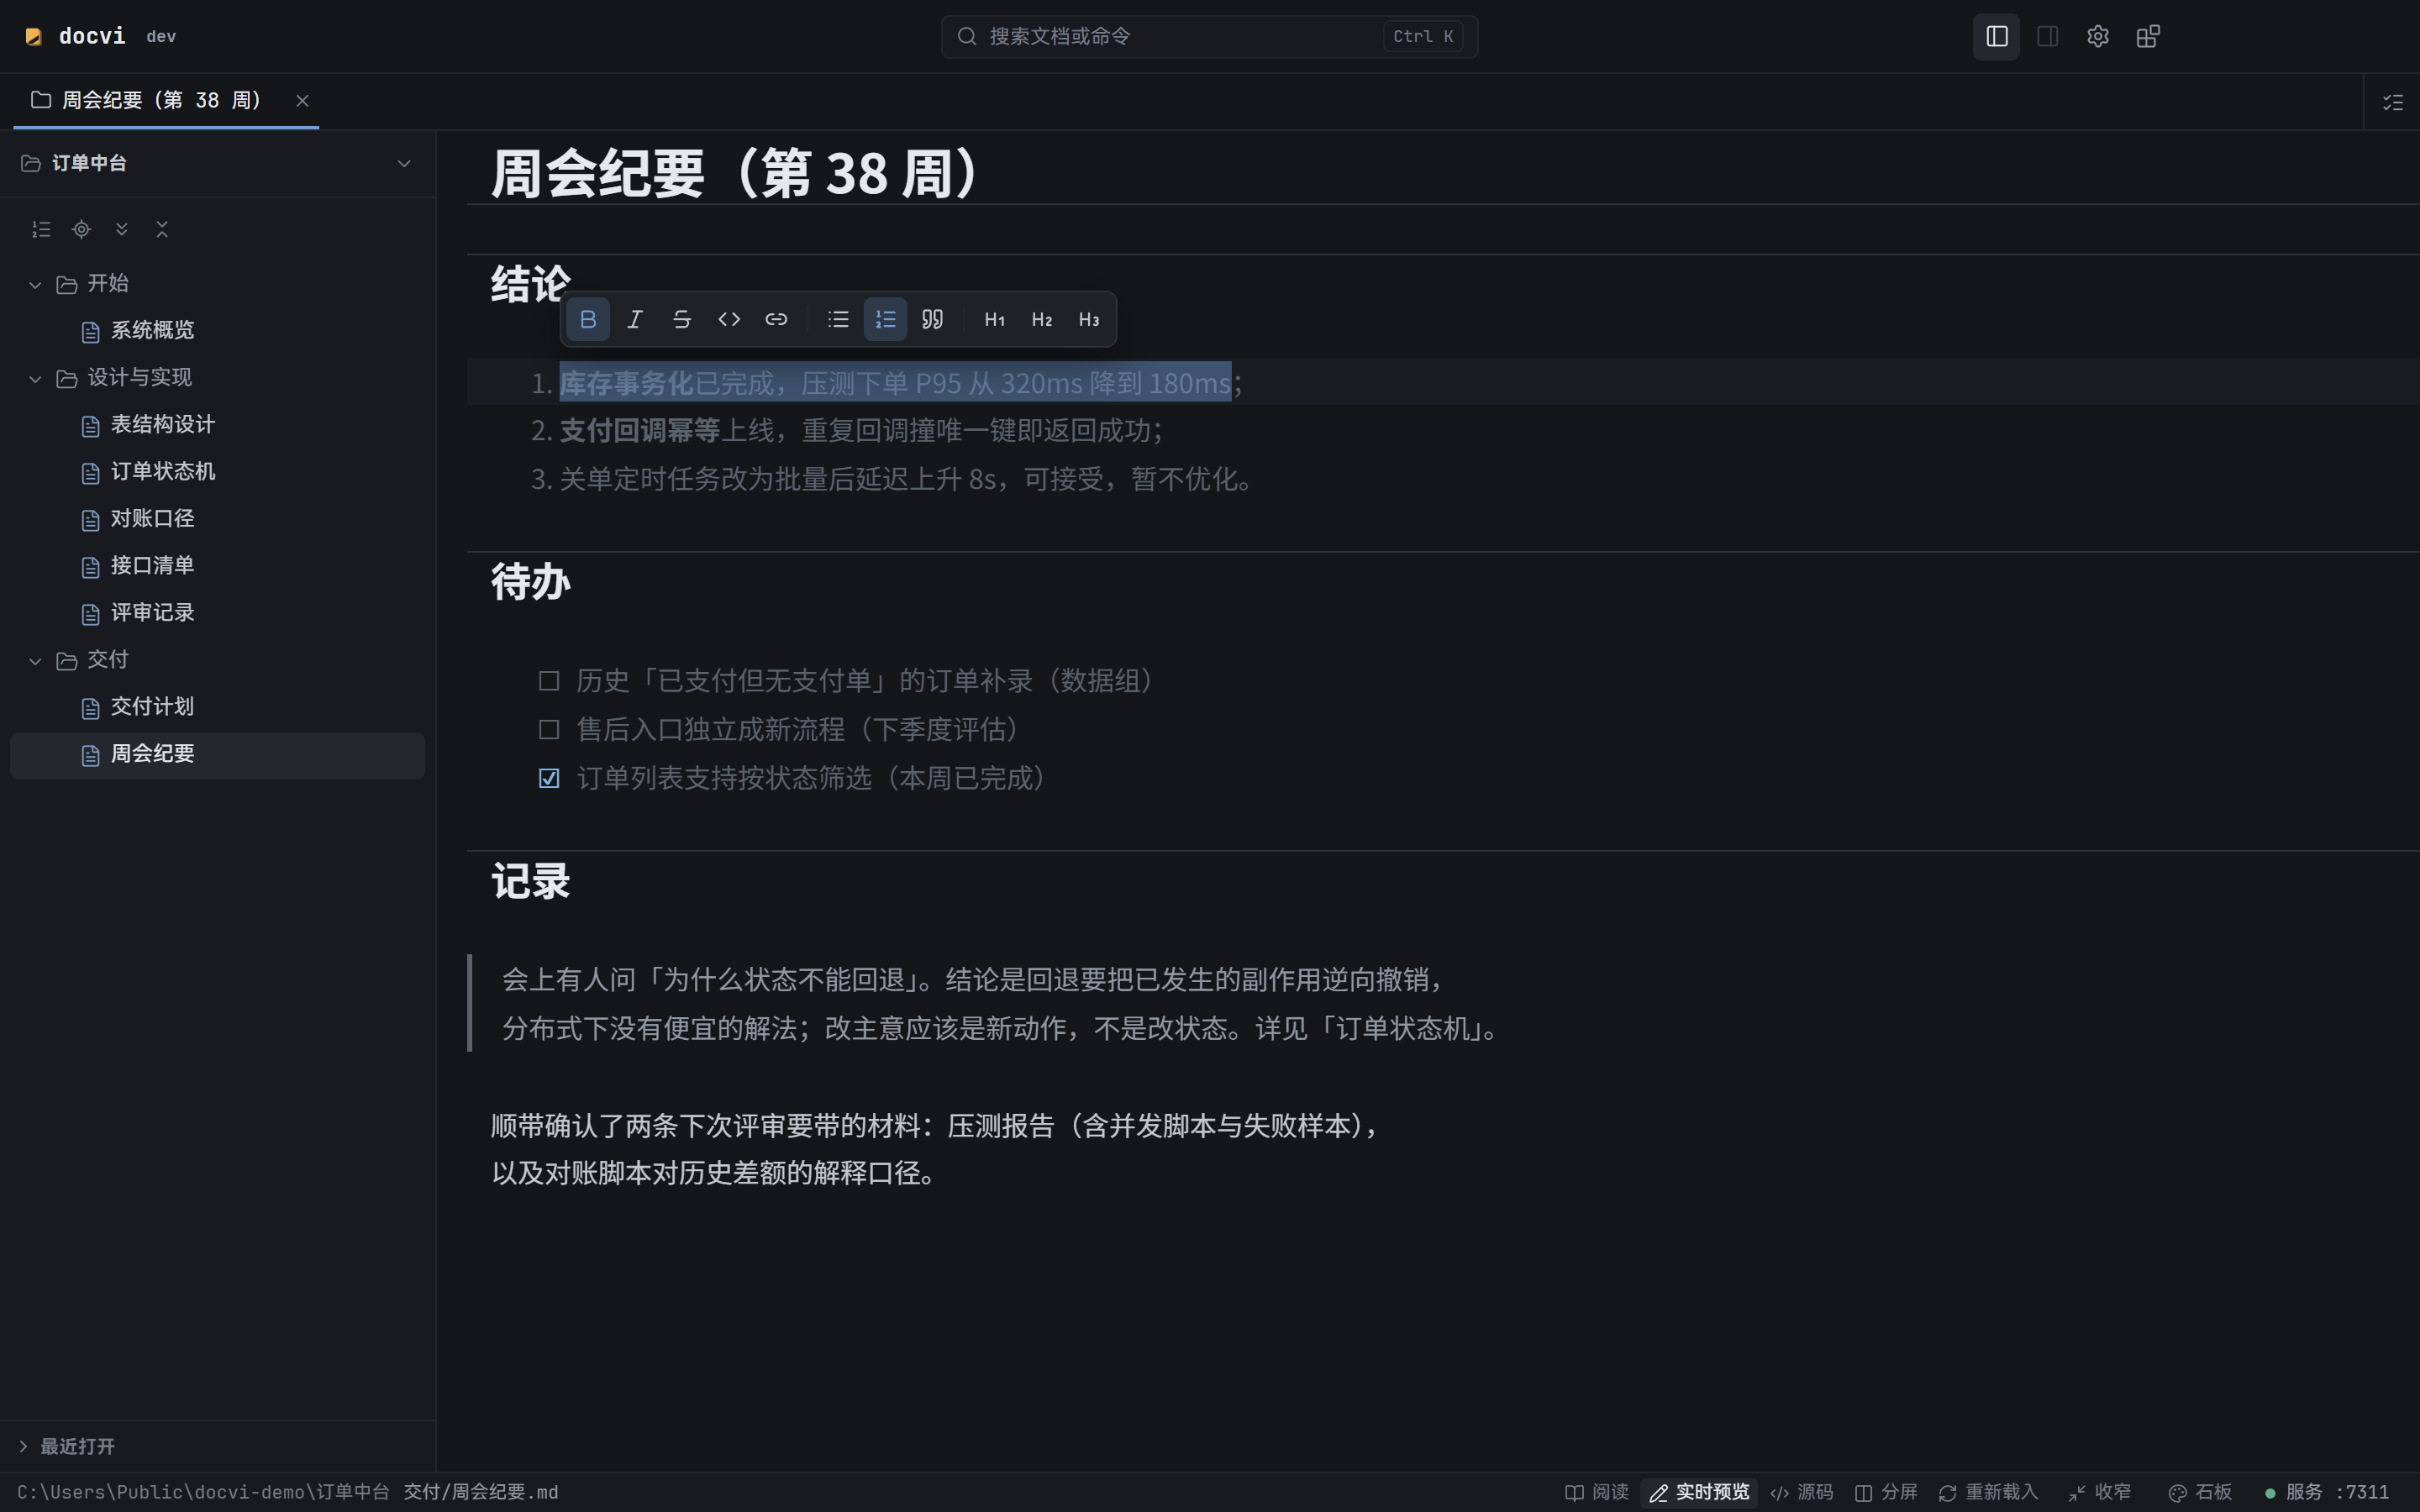 docvi dev
搜索文档或命令 Ctrl K
周会纪要（第 38 周）
订单中台
开始
系统概览
设计与实现
表结构设计
订单状态机
对账口径
接口清单
评审记录
交付
交付计划
周会纪要
最近打开
周会纪要（第 38 周）
结论
B I S H1 H2 H3
1. 库存事务化已完成，压测下单 P95 从 320ms 降到 180ms；
2. 支付回调幂等上线，重复回调撞唯一键即返回成功；
3. 关单定时任务改为批量后延迟上升 8s，可接受，暂不优化。
待办
历史「已支付但无支付单」的订单补录（数据组）
售后入口独立成新流程（下季度评估）
订单列表支持按状态筛选（本周已完成）
记录
会上有人问「为什么状态不能回退」。结论是回退要把已发生的副作用逆向撤销，
分布式下没有便宜的解法；改主意应该是新动作，不是改状态。详见「订单状态机」。
顺带确认了两条下次评审要带的材料：压测报告（含并发脚本与失败样本），
以及对账脚本对历史差额的解释口径。
C:\Users\Public\docvi-demo\订单中台 交付/周会纪要.md 阅读 实时预览 源码 分屏 重新载入 收窄 石板 服务 :7311